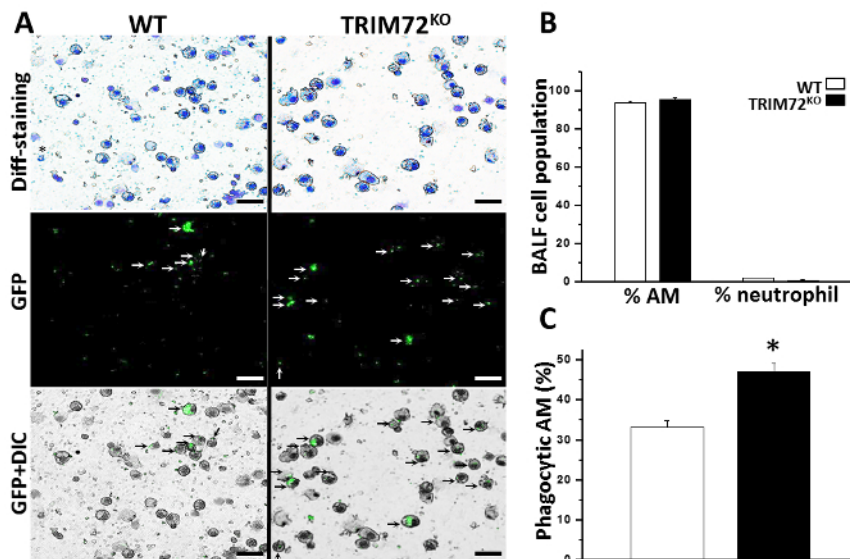 A
WT
TRIM72KO
Diff-staining
*
GFP
GFP+DIC
B
WT
TRIM72KO
BALF cell population
100
80
60
40
20
0
% AM
% neutrophil
C
*
Phagocytic AM (%)
50
40
30
20
10
0